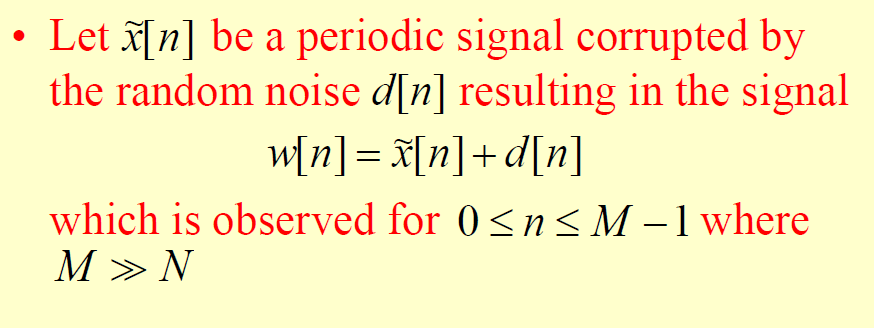 • Let x̃[n] be a periodic signal corrupted by
the random noise d[n] resulting in the signal
w[n] = x̃[n] + d[n]
which is observed for 0 ≤ n ≤ M − 1 where
M ≫ N